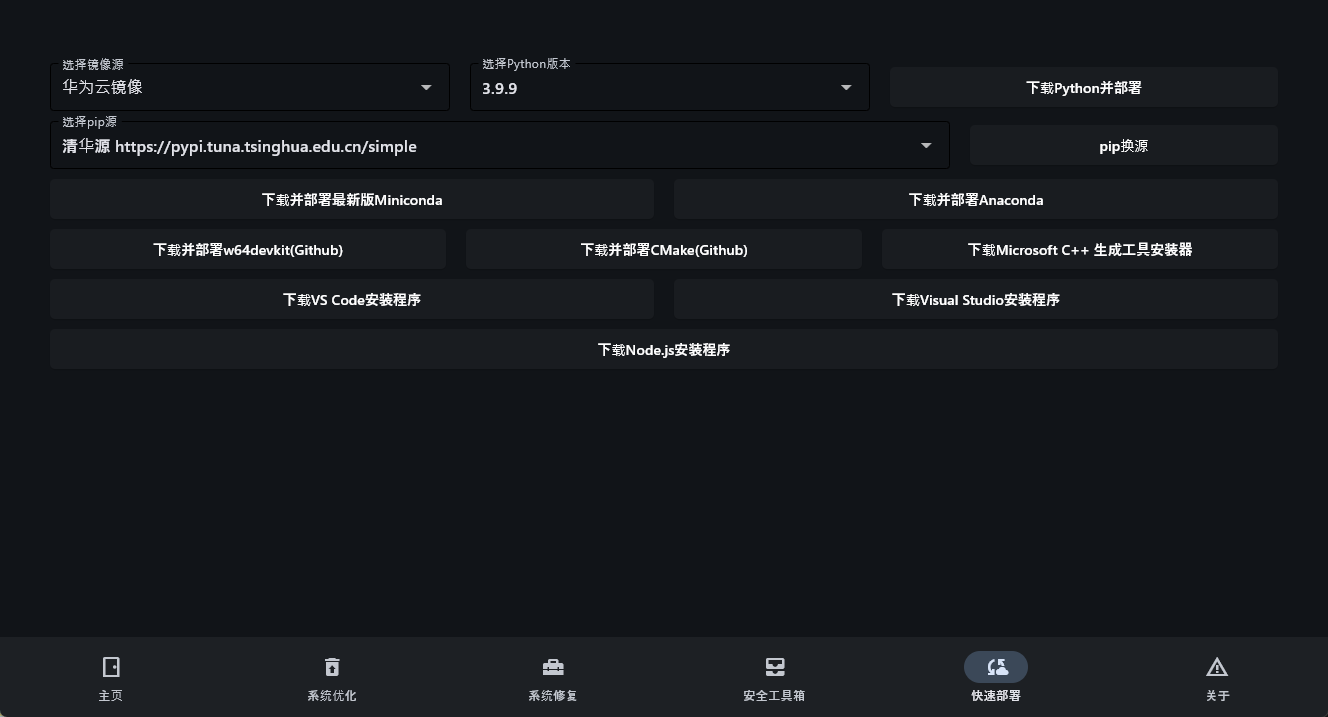 选择镜像源
华为云镜像
选择Python版本
3.9.9
下载Python并部署
选择pip源
清华源 https://pypi.tuna.tsinghua.edu.cn/simple
pip换源
下载并部署最新版Miniconda
下载并部署Anaconda
下载并部署w64devkit(Github)
下载并部署CMake(Github)
下载Microsoft C++ 生成工具安装器
下载VS Code安装程序
下载Visual Studio安装程序
下载Node.js安装程序
主页
系统优化
系统修复
安全工具箱
快速部署
关于